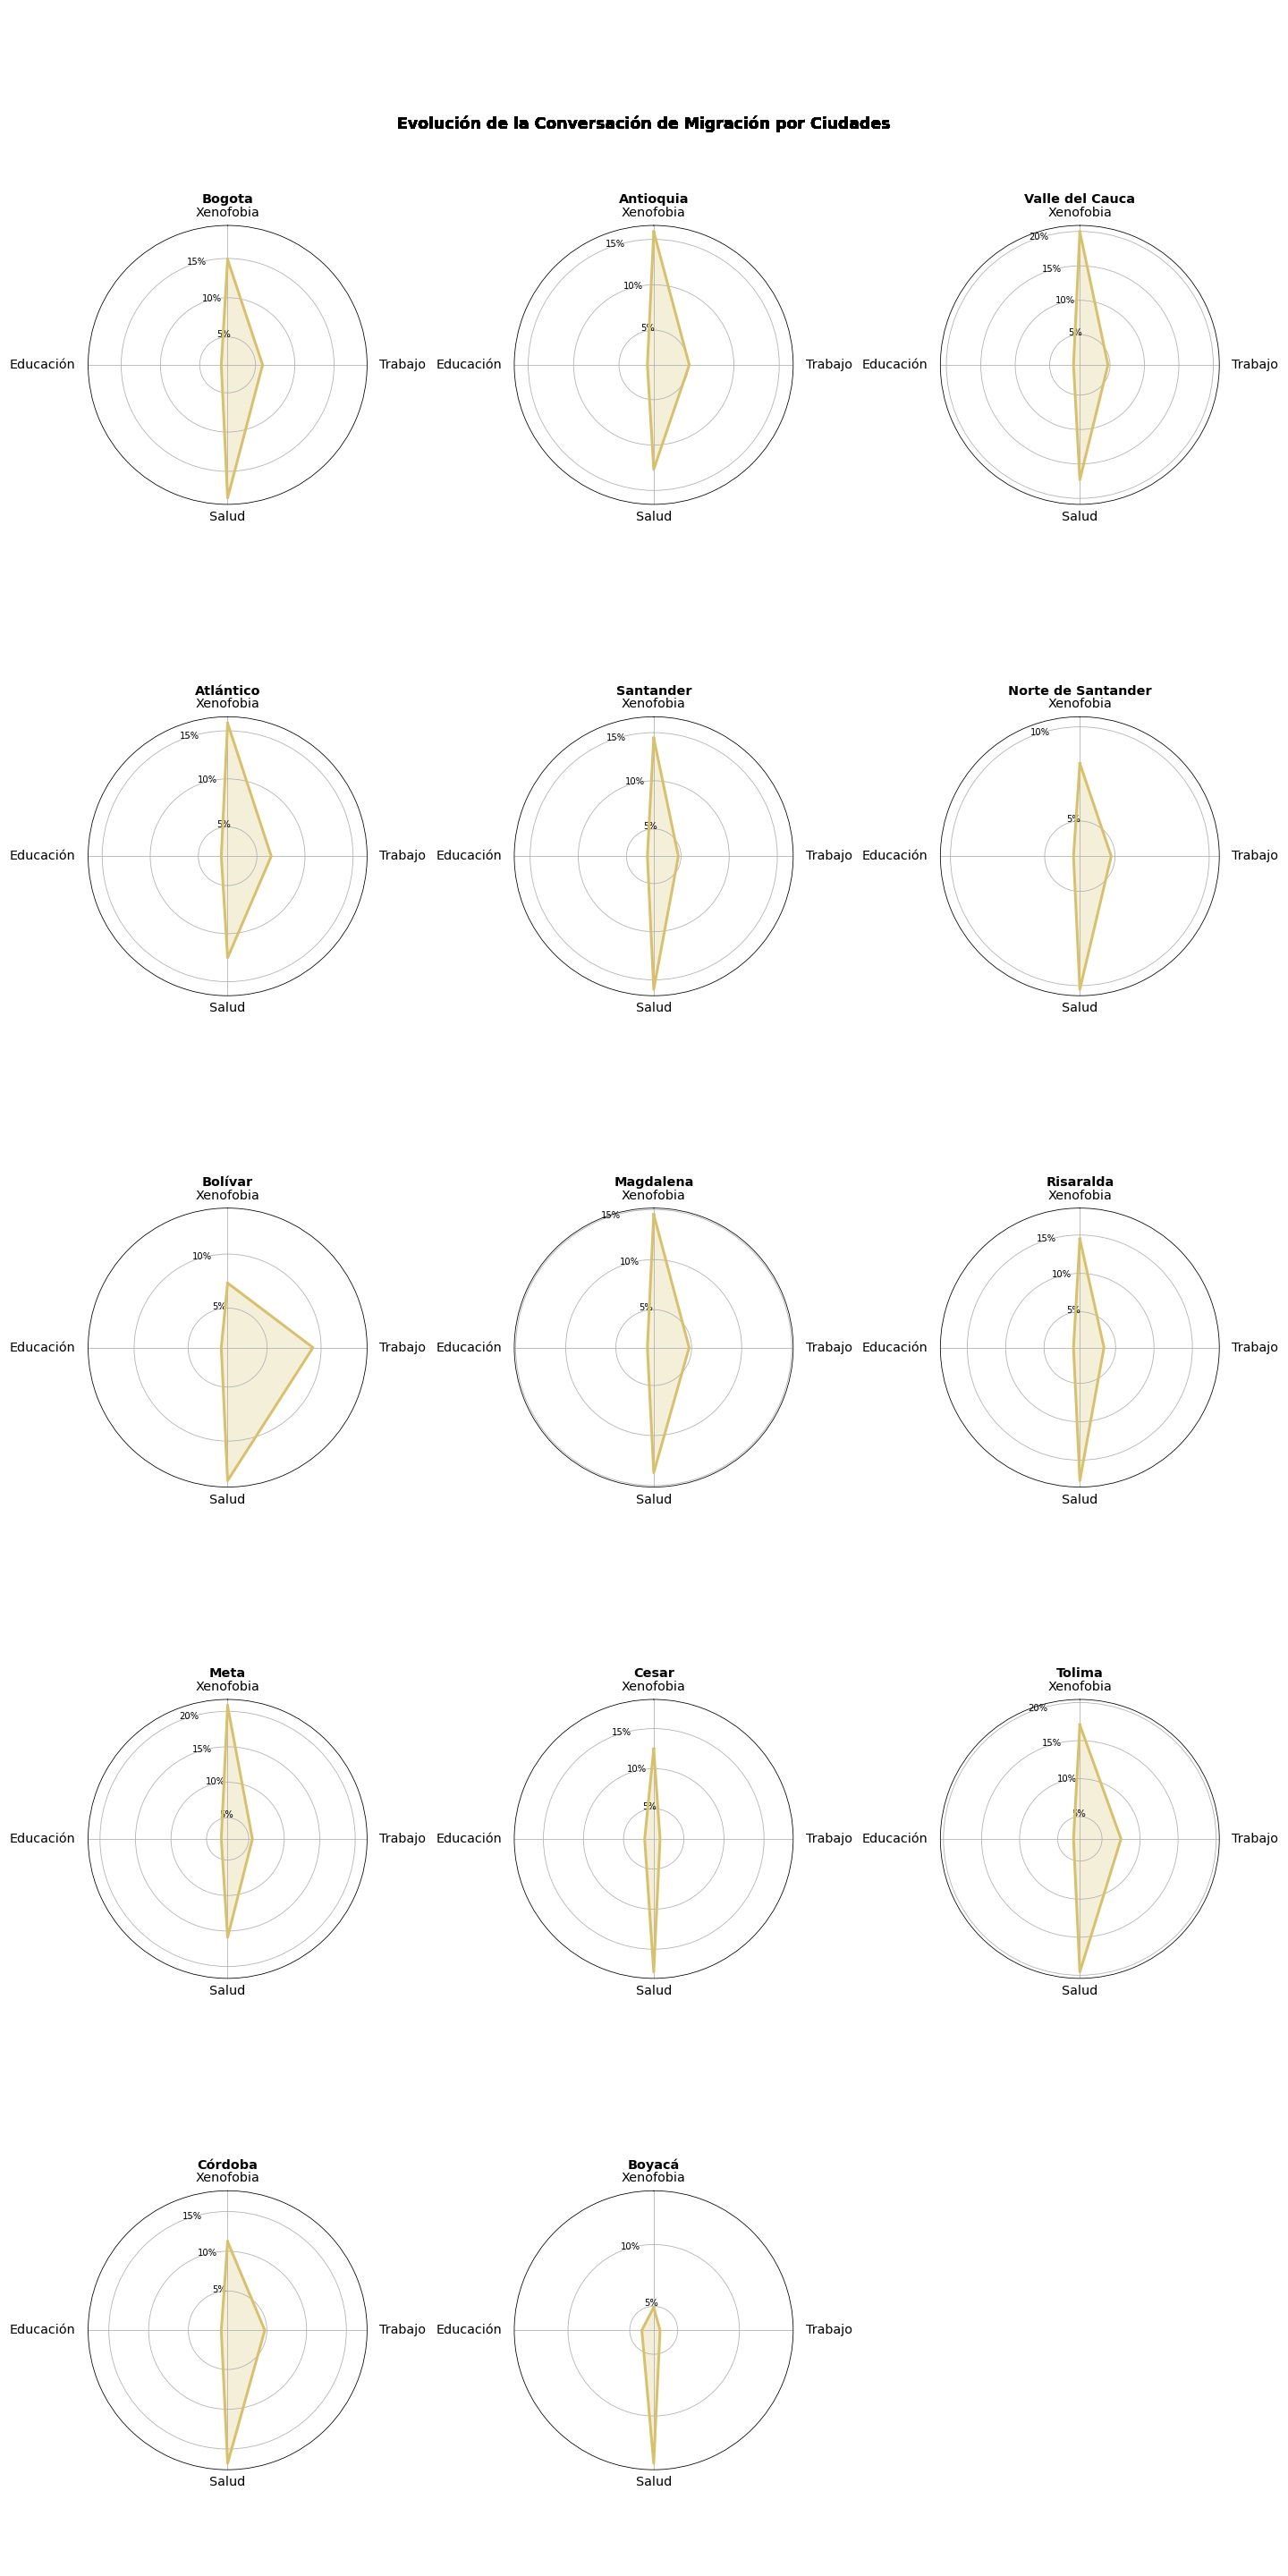 Evolución de la Conversación de Migración por Ciudades
Bogota
Xenofobia
15%
10%
5%
Educación
Trabajo
Salud
Antioquia
Xenofobia
15%
10%
5%
Educación
Trabajo
Salud
Valle del Cauca
Xenofobia
20%
15%
10%
5%
Educación
Trabajo
Salud
Atlántico
Xenofobia
15%
10%
5%
Educación
Trabajo
Salud
Santander
Xenofobia
15%
10%
5%
Educación
Trabajo
Salud
Norte de Santander
Xenofobia
10%
5%
Educación
Trabajo
Salud
Bolívar
Xenofobia
10%
5%
Educación
Trabajo
Salud
Magdalena
Xenofobia
15%
10%
5%
Educación
Trabajo
Salud
Risaralda
Xenofobia
15%
10%
5%
Educación
Trabajo
Salud
Meta
Xenofobia
20%
15%
10%
5%
Educación
Trabajo
Salud
Cesar
Xenofobia
15%
10%
5%
Educación
Trabajo
Salud
Tolima
Xenofobia
20%
15%
10%
5%
Educación
Trabajo
Salud
Córdoba
Xenofobia
15%
10%
5%
Educación
Trabajo
Salud
Boyacá
Xenofobia
10%
5%
Educación
Trabajo
Salud